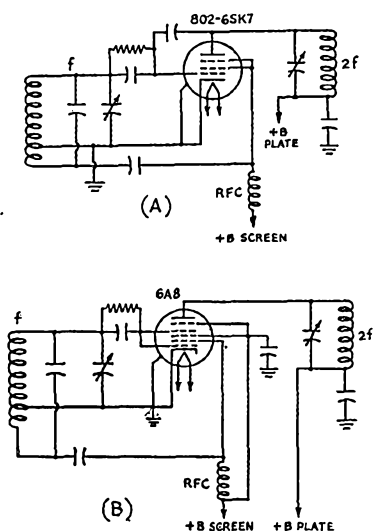 802-6SK7
f
2f
+B
PLATE
RFC
(A)
+B SCREEN
6A8
f
2f
RFC
(B)
+B SCREEN
+B PLATE